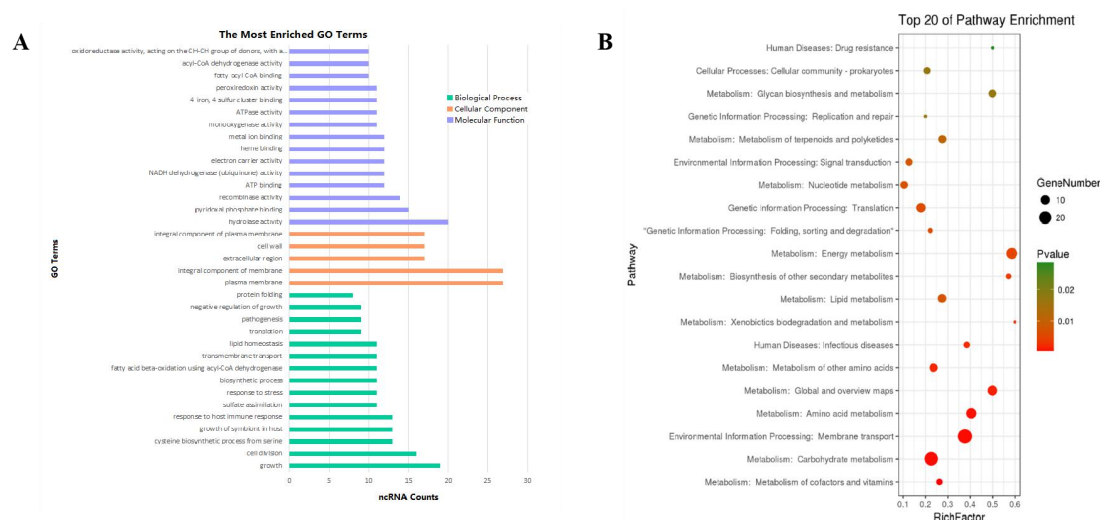 A
The Most Enriched GO Terms
oxidoreductase activity, acting on the CH-CH group of donors, with a...
acyl-CoA dehydrogenase activity
fatty-acyl-CoA binding
peroxiredoxin activity
4 iron, 4 sulfur cluster binding
ATPase activity
monooxygenase activity
metal ion binding
heme binding
electron carrier activity
NADH dehydrogenase (ubiquinone) activity
ATP binding
recombinase activity
pyridoxal phosphate binding
hydrolase activity
integral component of plasma membrane
cell wall
extracellular region
integral component of membrane
plasma membrane
protein folding
negative regulation of growth
pathogenesis
translation
lipid homeostasis
transmembrane transport
fatty acid beta-oxidation using acyl-CoA dehydrogenase
biosynthetic process
response to stress
sulfate assimilation
response to host immune response
growth of symbiont in host
cysteine biosynthetic process from serine
cell division
growth
GO Terms
0 5 10 15 20 25 30
ncRNA Counts
Biological Process
Cellular Component
Molecular Function
B
Top 20 of Pathway Enrichment
Human Diseases: Drug resistance
Cellular Processes: Cellular community - prokaryotes
Metabolism: Glycan biosynthesis and metabolism
Genetic Information Processing: Replication and repair
Metabolism: Metabolism of terpenoids and polyketides
Environmental Information Processing: Signal transduction
Metabolism: Nucleotide metabolism
Genetic Information Processing: Translation
"Genetic Information Processing: Folding, sorting and degradation"
Metabolism: Energy metabolism
Metabolism: Biosynthesis of other secondary metabolites
Metabolism: Lipid metabolism
Metabolism: Xenobiotics biodegradation and metabolism
Human Diseases: Infectious diseases
Metabolism: Metabolism of other amino acids
Metabolism: Global and overview maps
Metabolism: Amino acid metabolism
Environmental Information Processing: Membrane transport
Metabolism: Carbohydrate metabolism
Metabolism: Metabolism of cofactors and vitamins
Pathway
0.1 0.2 0.3 0.4 0.5 0.6
RichFactor
GeneNumber
10
20
Pvalue
0.02
0.01